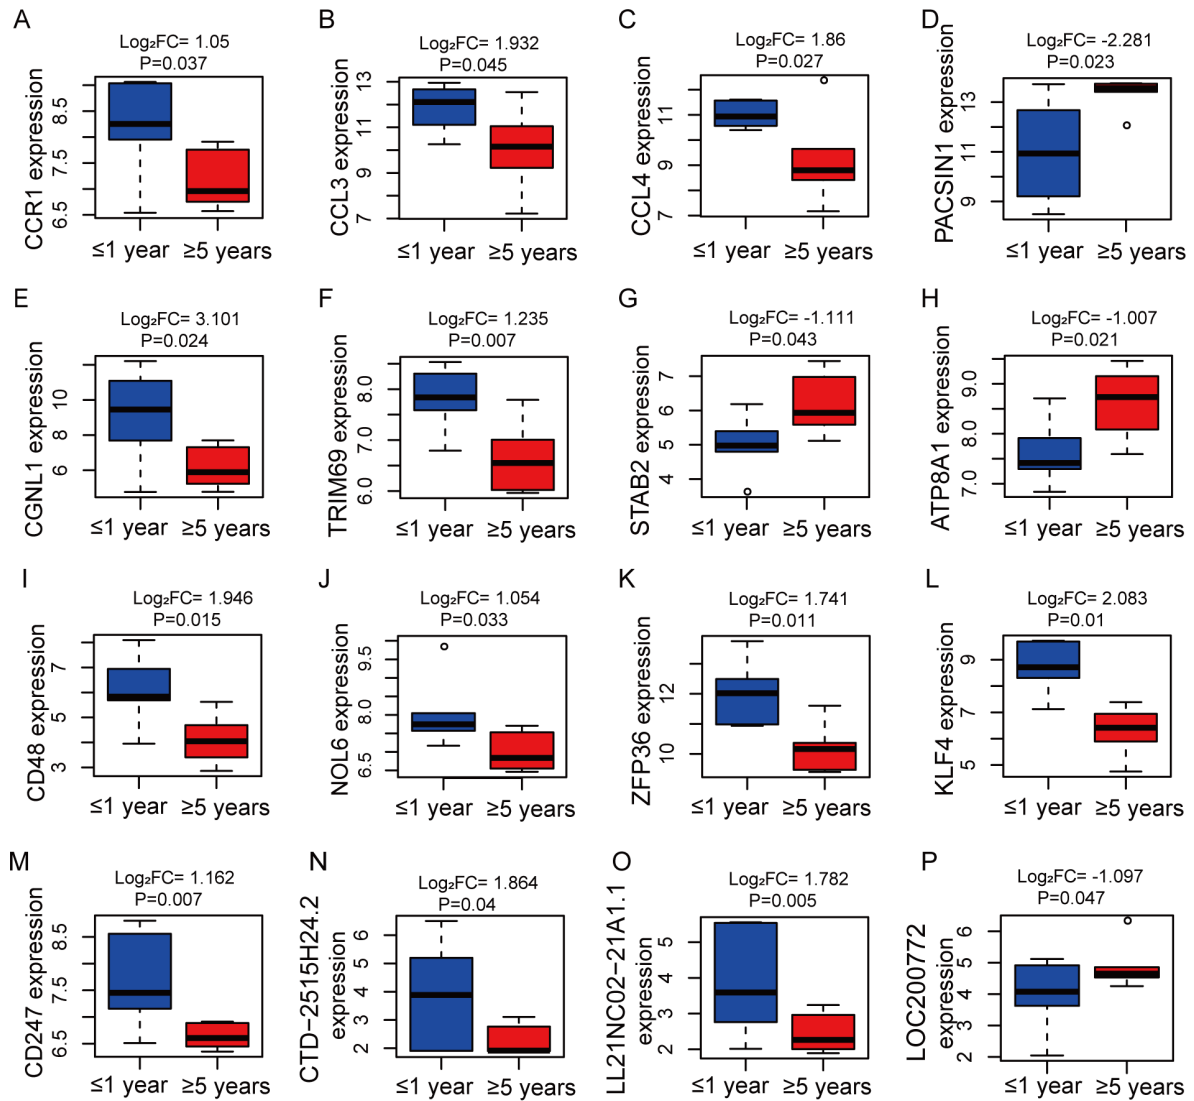 A
Log₂FC= 1.05
P=0.037
CCR1 expression
8.5
7.5
6.5
≤1 year
≥5 years
B
Log₂FC= 1.932
P=0.045
CCL3 expression
13
11
9
7
≤1 year
≥5 years
C
Log₂FC= 1.86
P=0.027
CCL4 expression
11
9
7
≤1 year
≥5 years
D
Log₂FC= -2.281
P=0.023
PACSIN1 expression
13
11
9
≤1 year
≥5 years
E
Log₂FC= 3.101
P=0.024
CGNL1 expression
10
8
6
≤1 year
≥5 years
F
Log₂FC= 1.235
P=0.007
TRIM69 expression
8.0
7.0
6.0
≤1 year
≥5 years
G
Log₂FC= -1.111
P=0.043
STAB2 expression
7
6
5
4
≤1 year
≥5 years
H
Log₂FC= -1.007
P=0.021
ATP8A1 expression
9.0
8.0
7.0
≤1 year
≥5 years
I
Log₂FC= 1.946
P=0.015
CD48 expression
7
5
3
≤1 year
≥5 years
J
Log₂FC= 1.054
P=0.033
NOL6 expression
9.5
8.0
6.5
≤1 year
≥5 years
K
Log₂FC= 1.741
P=0.011
ZFP36 expression
12
10
≤1 year
≥5 years
L
Log₂FC= 2.083
P=0.01
KLF4 expression
9
7
5
≤1 year
≥5 years
M
Log₂FC= 1.162
P=0.007
CD247 expression
8.5
7.5
6.5
≤1 year
≥5 years
N
Log₂FC= 1.864
P=0.04
CTD−2515H24.2
expression
6
5
4
3
2
≤1 year
≥5 years
O
Log₂FC= 1.782
P=0.005
LL21NC02−21A1.1
expression
5
4
3
2
≤1 year
≥5 years
P
Log₂FC= -1.097
P=0.047
LOC200772
expression
6
5
4
3
2
≤1 year
≥5 years